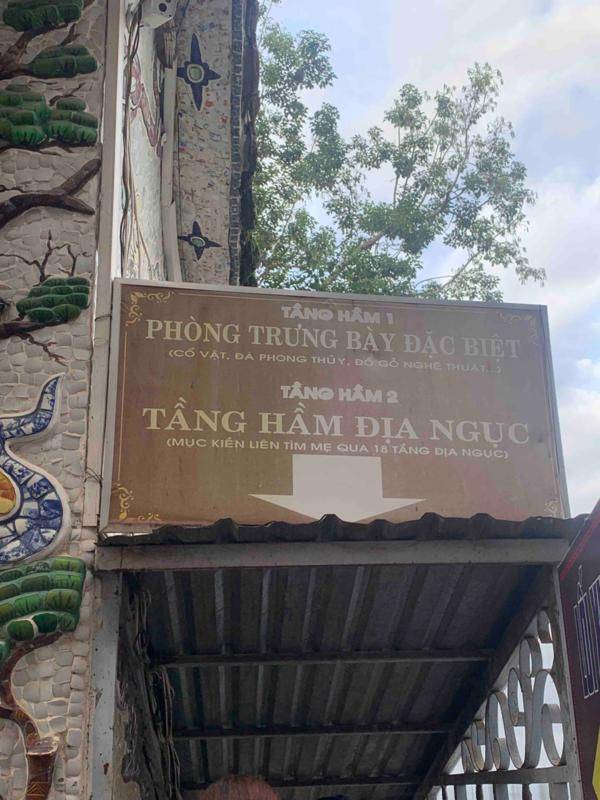 TẦNG HẦM 1
PHÒNG TRƯNG BÀY ĐẶC BIỆT
(CỔ VẬT, ĐÁ PHONG THỦY, ĐỒ GỖ NGHỆ THUẬT...)
TẦNG HẦM 2
TẦNG HẦM ĐỊA NGỤC
(MỤC KIỀN LIÊN TÌM MẸ QUA 18 TẦNG ĐỊA NGỤC)